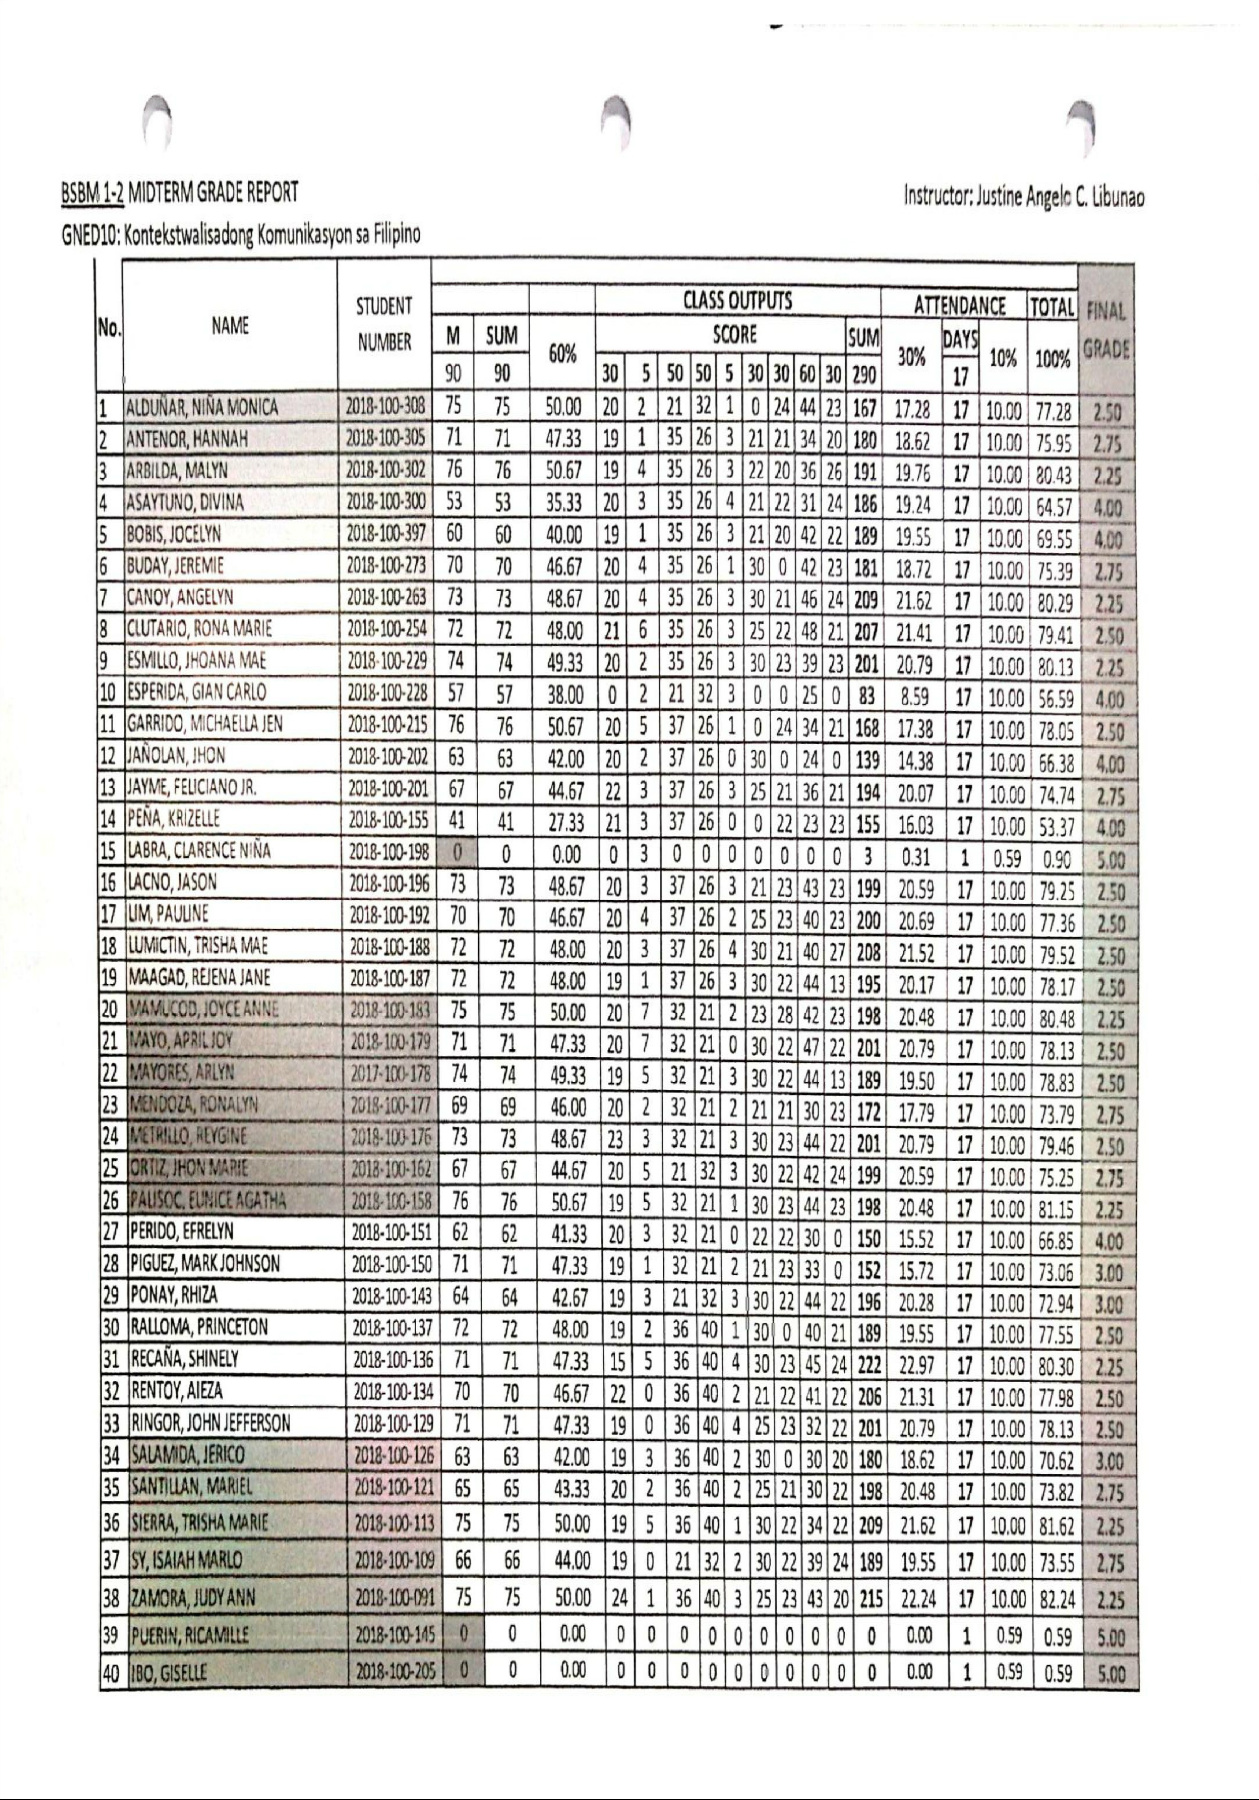 BSBM 1-2 MIDTERM GRADE REPORT Instructor: Justine Angelo C. Libunao
GNED10: Kontekstwalisadong Komunikasyon sa Filipino
No. NAME STUDENT NUMBER CLASS OUTPUTS ATTENDANCE TOTAL FINAL GRADE
M SUM 60% SCORE SUM 30% DAYS 10% 100%
90 90 30 5 50 50 5 30 30 60 30 290 17
1 ALDUÑAR, NIÑA MONICA 2018-100-308 75 75 50.00 20 2 21 32 1 0 24 44 23 167 17.28 17 10.00 77.28 2.50
2 ANTENOR, HANNAH 2018-100-305 71 71 47.33 19 1 35 26 3 21 21 34 20 180 18.62 17 10.00 75.95 2.75
3 ARBILDA, MALYN 2018-100-302 76 76 50.67 19 4 35 26 3 22 20 36 26 191 19.76 17 10.00 80.43 2.25
4 ASAYTUNO, DIVINA 2018-100-300 53 53 35.33 20 3 35 26 4 21 22 31 24 186 19.24 17 10.00 64.57 4.00
5 BOBIS, JOCELYN 2018-100-397 60 60 40.00 19 1 35 26 3 21 20 42 22 189 19.55 17 10.00 69.55 4.00
6 BUDAY, JEREMIE 2018-100-273 70 70 46.67 20 4 35 26 1 30 0 42 23 181 18.72 17 10.00 75.39 2.75
7 CANOY, ANGELYN 2018-100-263 73 73 48.67 20 4 35 26 3 30 21 46 24 209 21.62 17 10.00 80.29 2.25
8 CLUTARIO, RONA MARIE 2018-100-254 72 72 48.00 21 6 35 26 3 25 22 48 21 207 21.41 17 10.00 79.41 2.50
9 ESMILLO, JHOANA MAE 2018-100-229 74 74 49.33 20 2 35 26 3 30 23 39 23 201 20.79 17 10.00 80.13 2.25
10 ESPERIDA, GIAN CARLO 2018-100-228 57 57 38.00 0 2 21 32 3 0 0 25 0 83 8.59 17 10.00 56.59 4.00
11 GARRIDO, MICHAELLA JEN 2018-100-215 76 76 50.67 20 5 37 26 1 0 24 34 21 168 17.38 17 10.00 78.05 2.50
12 JAÑOLAN, JHON 2018-100-202 63 63 42.00 20 2 37 26 0 30 0 24 0 139 14.38 17 10.00 66.38 4.00
13 JAYME, FELICIANO JR. 2018-100-201 67 67 44.67 22 3 37 26 3 25 21 36 21 194 20.07 17 10.00 74.74 2.75
14 PEÑA, KRIZELLE 2018-100-155 41 41 27.33 21 3 37 26 0 0 22 23 23 155 16.03 17 10.00 53.37 4.00
15 LABRA, CLARENCE NIÑA 2018-100-198 0 0 0.00 0 3 0 0 0 0 0 0 0 3 0.31 1 0.59 0.90 5.00
16 LACNO, JASON 2018-100-196 73 73 48.67 20 3 37 26 3 21 23 43 23 199 20.59 17 10.00 79.25 2.50
17 LIM, PAULINE 2018-100-192 70 70 46.67 20 4 37 26 2 25 23 40 23 200 20.69 17 10.00 77.36 2.50
18 LUMICTIN, TRISHA MAE 2018-100-188 72 72 48.00 20 3 37 26 4 30 21 40 27 208 21.52 17 10.00 79.52 2.50
19 MAAGAD, REJENA JANE 2018-100-187 72 72 48.00 19 1 37 26 3 30 22 44 13 195 20.17 17 10.00 78.17 2.50
20 MAMUCOD, JOYCE ANNE 2018-100-183 75 75 50.00 20 7 32 21 2 23 28 42 23 198 20.48 17 10.00 80.48 2.25
21 MAYO, APRIL JOY 2018-100-179 71 71 47.33 20 7 32 21 0 30 22 47 22 201 20.79 17 10.00 78.13 2.50
22 MAYORES, ARLYN 2017-100-178 74 74 49.33 19 5 32 21 3 30 22 44 13 189 19.50 17 10.00 78.83 2.50
23 MENDOZA, RONALYN 2018-100-177 69 69 46.00 20 2 32 21 2 21 21 30 23 172 17.79 17 10.00 73.79 2.75
24 METRILLO, REYGINE 2018-100-176 73 73 48.67 23 3 32 21 3 30 23 44 22 201 20.79 17 10.00 79.46 2.50
25 ORTIZ, JHON MARIE 2018-100-162 67 67 44.67 20 5 21 32 3 30 22 42 24 199 20.59 17 10.00 75.25 2.75
26 PALISOC, EUNICE AGATHA 2018-100-158 76 76 50.67 19 5 32 21 1 30 23 44 23 198 20.48 17 10.00 81.15 2.25
27 PERIDO, EFRELYN 2018-100-151 62 62 41.33 20 3 32 21 0 22 22 30 0 150 15.52 17 10.00 66.85 4.00
28 PIGUEZ, MARK JOHNSON 2018-100-150 71 71 47.33 19 1 32 21 2 21 23 33 0 152 15.72 17 10.00 73.06 3.00
29 PONAY, RHIZA 2018-100-143 64 64 42.67 19 3 21 32 3 30 22 44 22 196 20.28 17 10.00 72.94 3.00
30 RALLOMA, PRINCETON 2018-100-137 72 72 48.00 19 2 36 40 1 30 0 40 21 189 19.55 17 10.00 77.55 2.50
31 RECAÑA, SHINELY 2018-100-136 71 71 47.33 15 5 36 40 4 30 23 45 24 222 22.97 17 10.00 80.30 2.25
32 RENTOY, AIEZA 2018-100-134 70 70 46.67 22 0 36 40 2 21 22 41 22 206 21.31 17 10.00 77.98 2.50
33 RINGOR, JOHN JEFFERSON 2018-100-129 71 71 47.33 19 0 36 40 4 25 23 32 22 201 20.79 17 10.00 78.13 2.50
34 SALAMIDA, JERICO 2018-100-126 63 63 42.00 19 3 36 40 2 30 0 30 20 180 18.62 17 10.00 70.62 3.00
35 SANTILLAN, MARIEL 2018-100-121 65 65 43.33 20 2 36 40 2 25 21 30 22 198 20.48 17 10.00 73.82 2.75
36 SIERRA, TRISHA MARIE 2018-100-113 75 75 50.00 19 5 36 40 1 30 22 34 22 209 21.62 17 10.00 81.62 2.25
37 SY, ISAIAH MARLO 2018-100-109 66 66 44.00 19 0 21 32 2 30 22 39 24 189 19.55 17 10.00 73.55 2.75
38 ZAMORA, JUDY ANN 2018-100-091 75 75 50.00 24 1 36 40 3 25 23 43 20 215 22.24 17 10.00 82.24 2.25
39 PUERIN, RICAMILLE 2018-100-145 0 0 0.00 0 0 0 0 0 0 0 0 0 0 0.00 1 0.59 0.59 5.00
40 IBO, GISELLE 2018-100-205 0 0 0.00 0 0 0 0 0 0 0 0 0 0 0.00 1 0.59 0.59 5.00